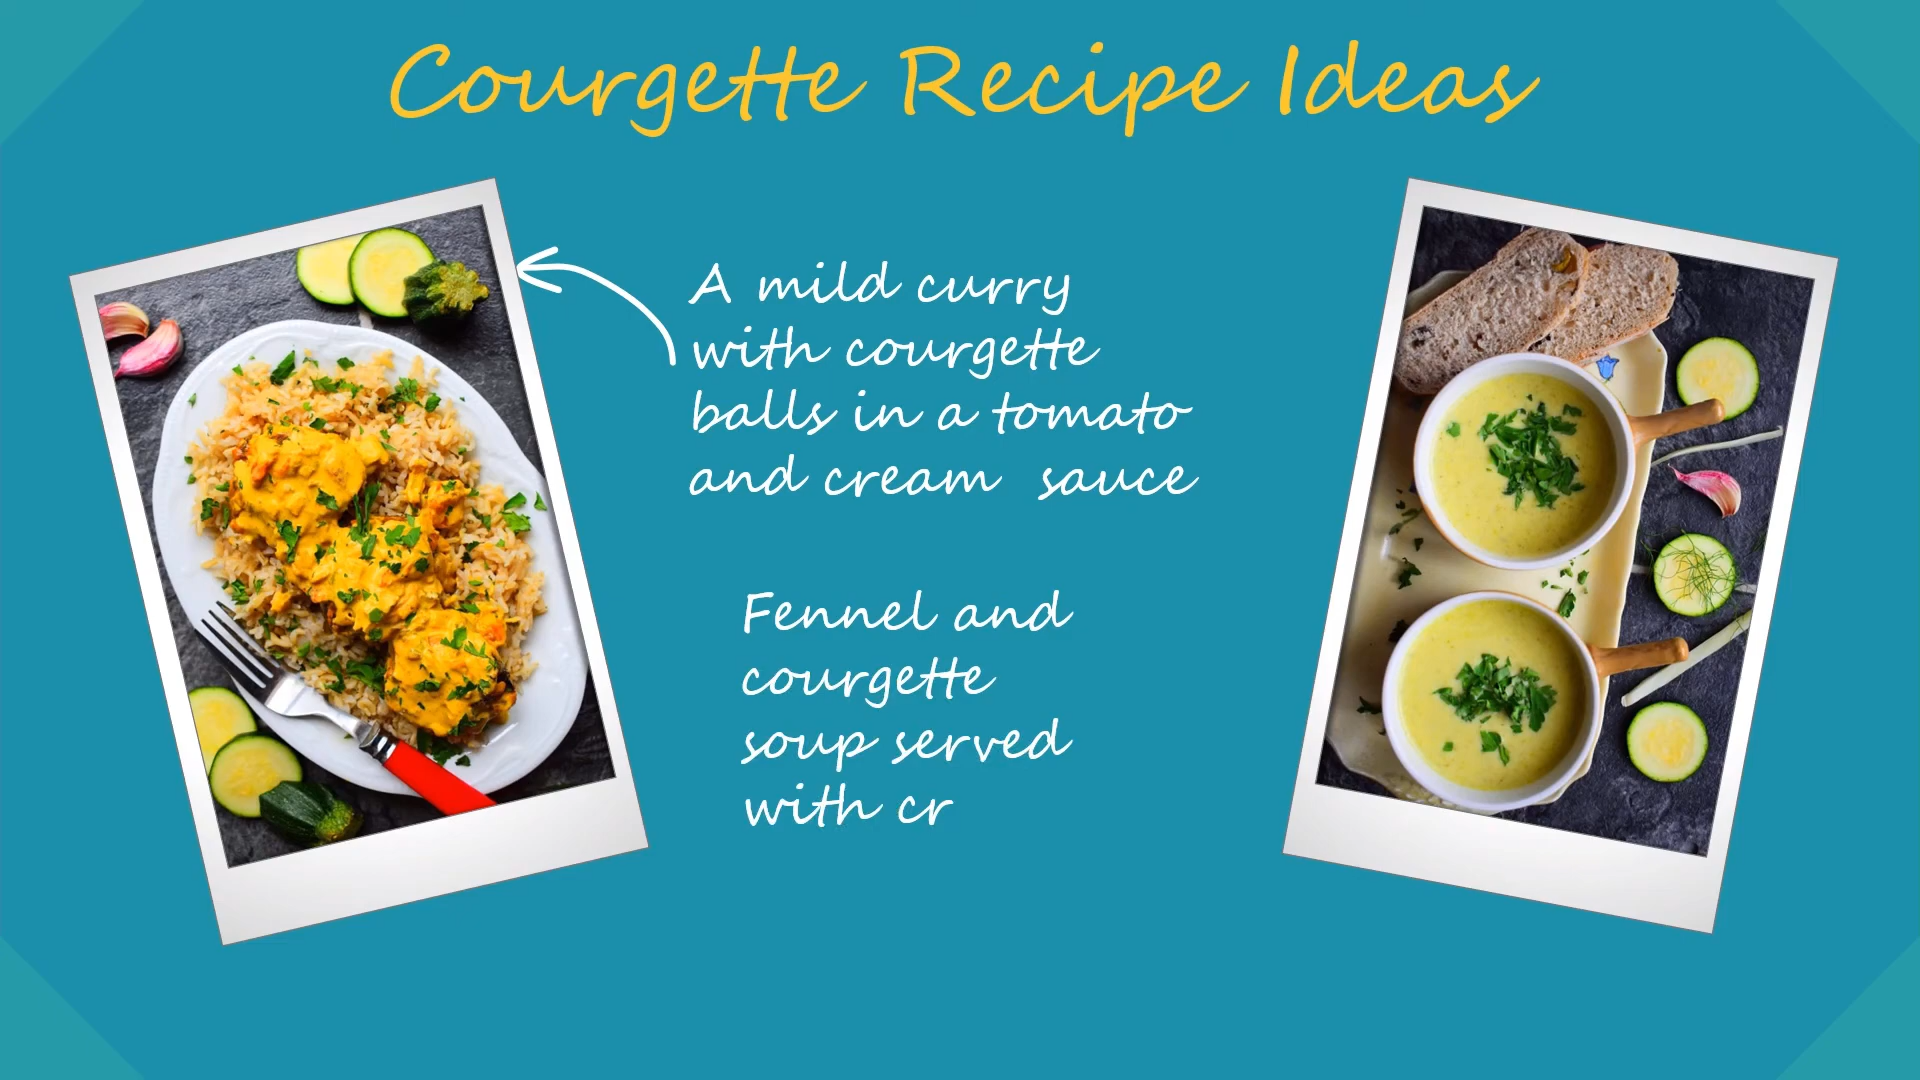 Courgette Recipe Ideas
A mild curry
with courgette
balls in a tomato
and cream sauce
Fennel and
courgette
soup served
with cr